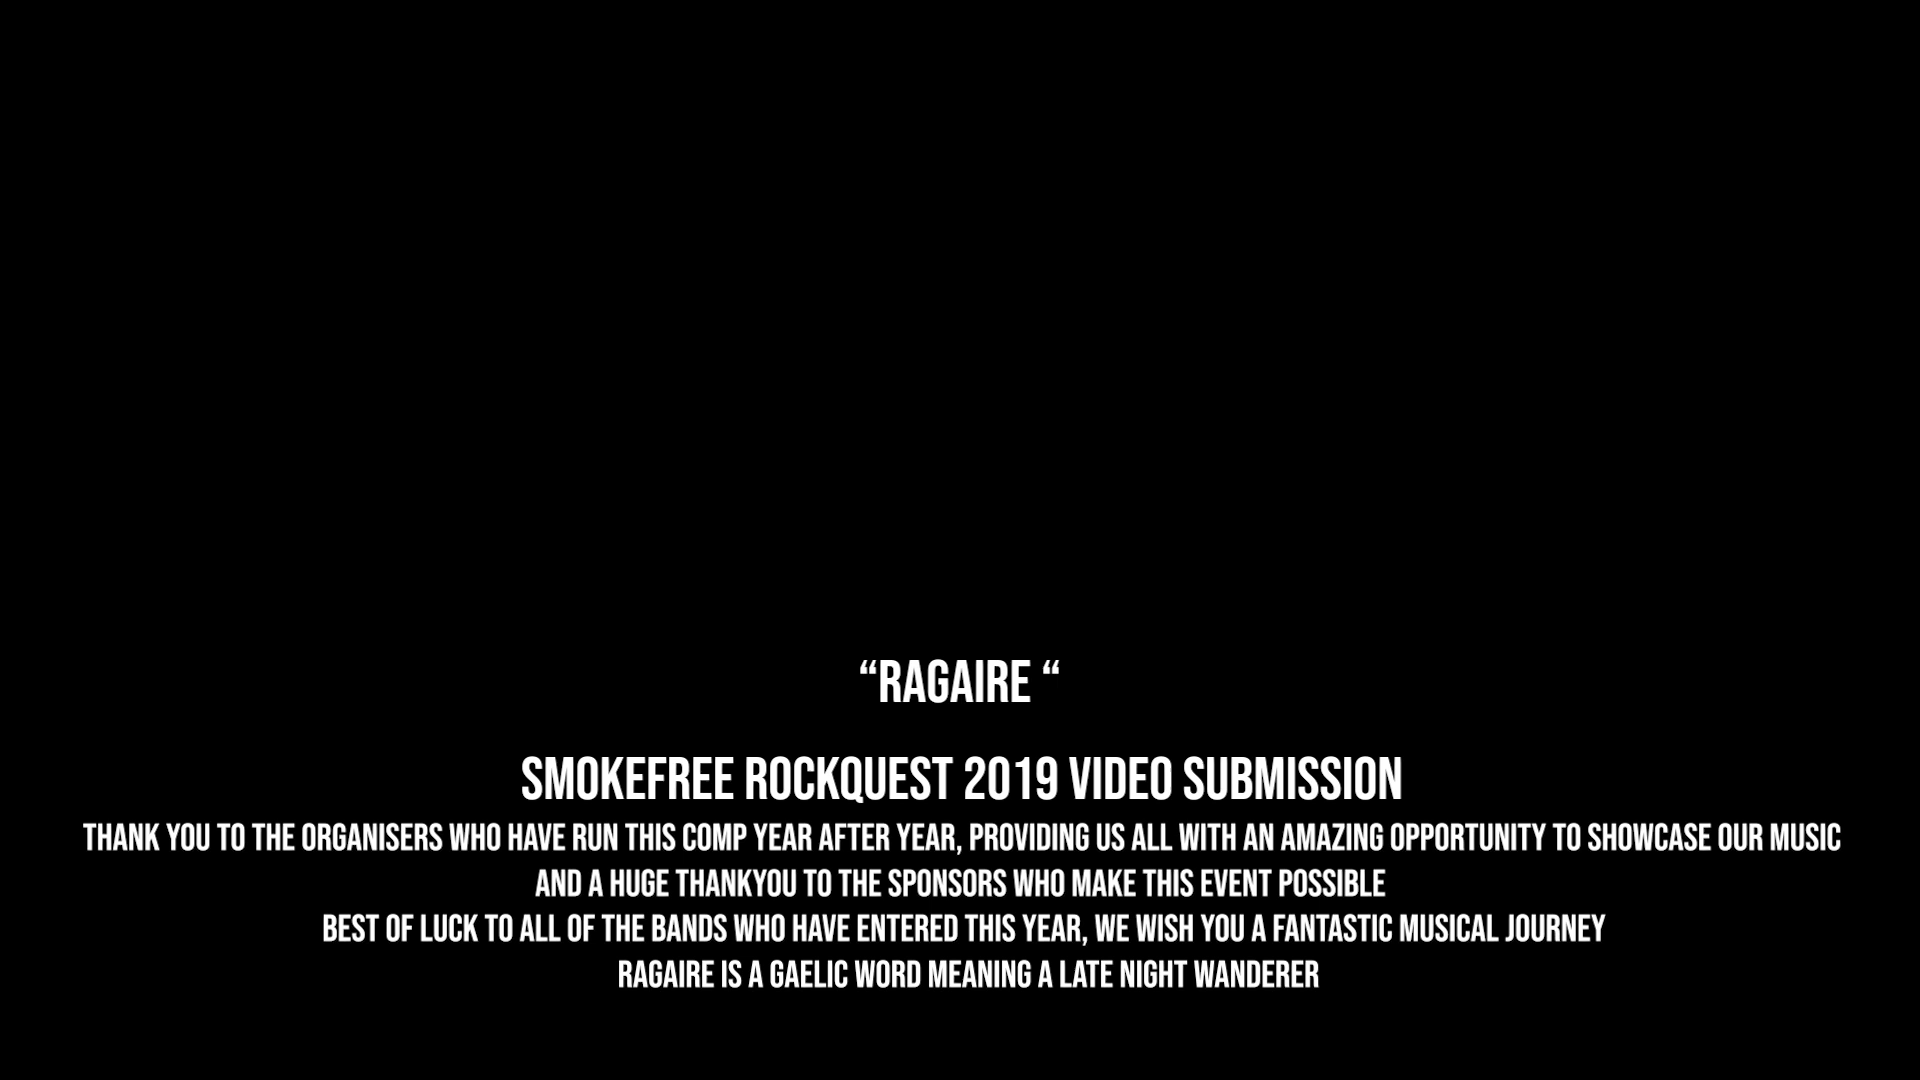 “RAGAIRE “
SMOKEFREE ROCKQUEST 2019 VIDEO SUBMISSION
THANK YOU TO THE ORGANISERS WHO HAVE RUN THIS COMP YEAR AFTER YEAR, PROVIDING US ALL WITH AN AMAZING OPPORTUNITY TO SHOWCASE OUR MUSIC
AND A HUGE THANKYOU TO THE SPONSORS WHO MAKE THIS EVENT POSSIBLE
BEST OF LUCK TO ALL OF THE BANDS WHO HAVE ENTERED THIS YEAR, WE WISH YOU A FANTASTIC MUSICAL JOURNEY
RAGAIRE IS A GAELIC WORD MEANING A LATE NIGHT WANDERER